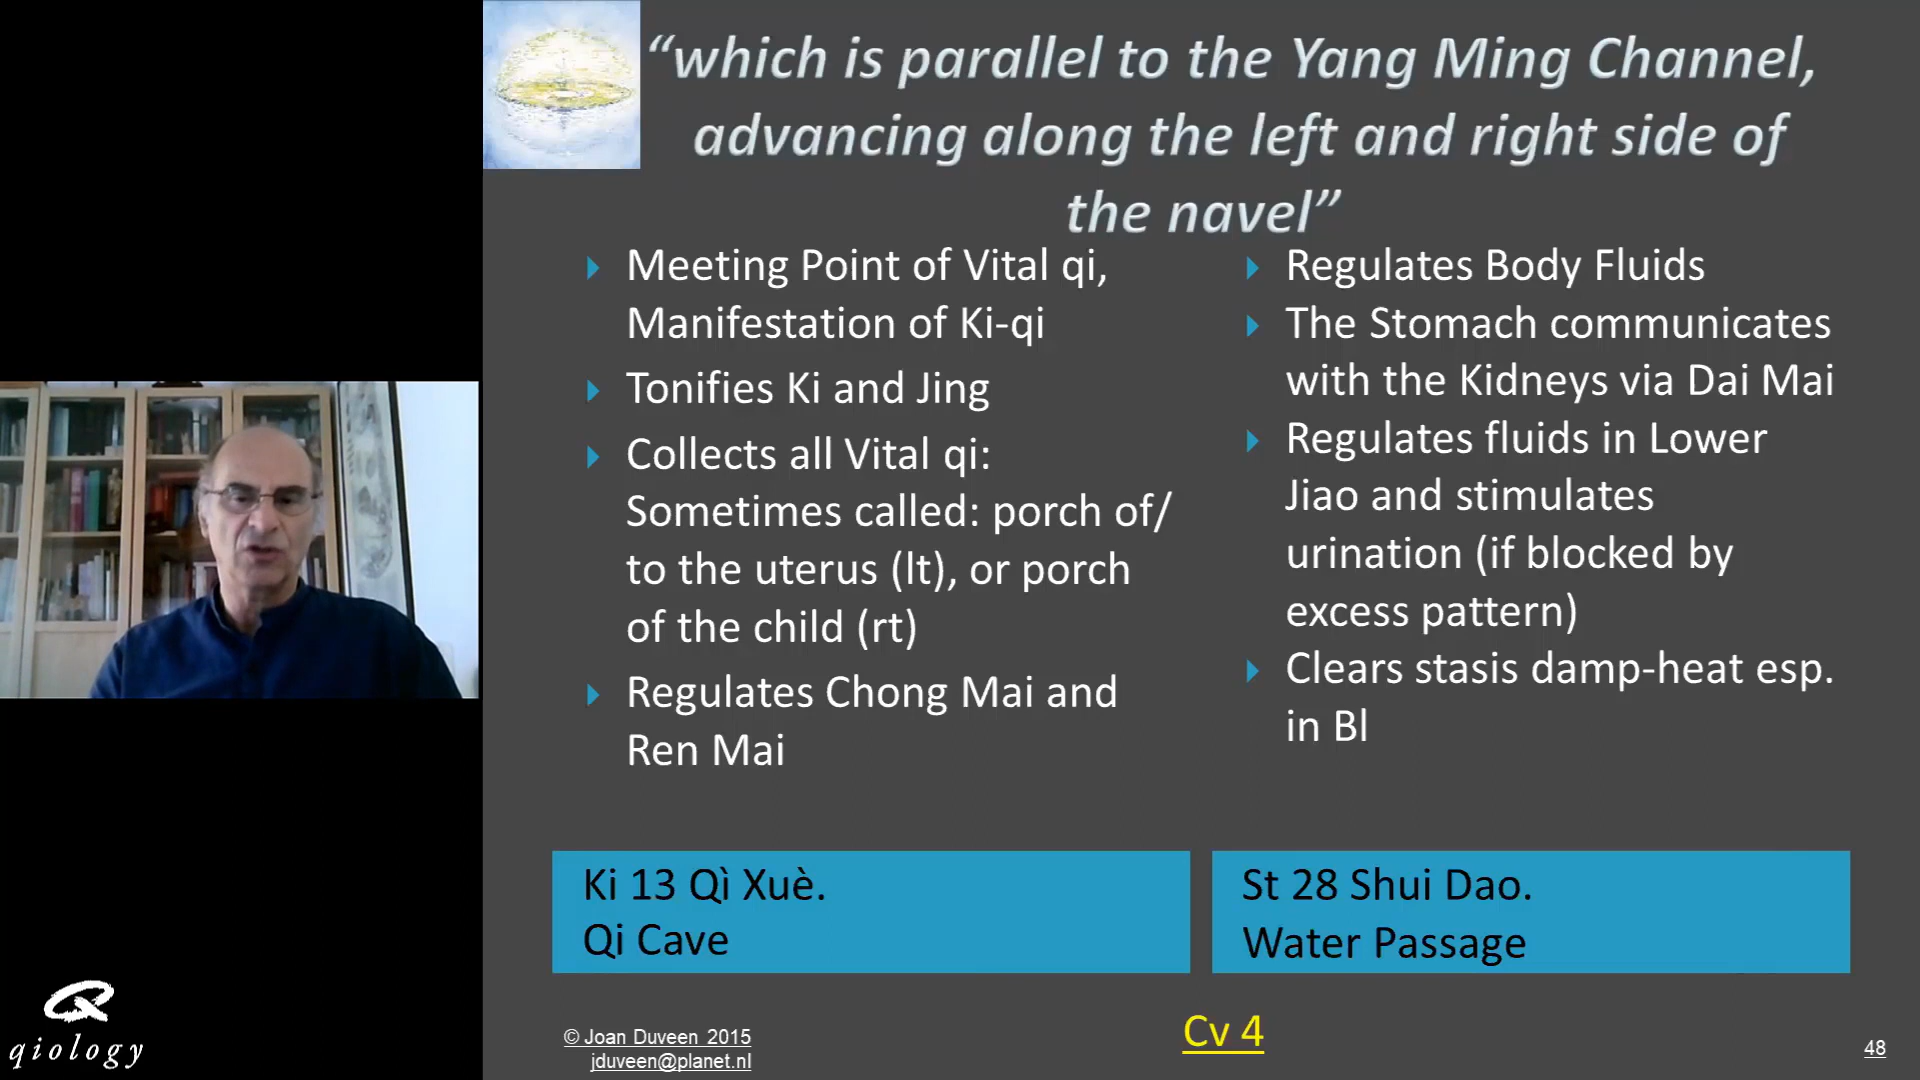 “which is parallel to the Yang Ming Channel,
advancing along the left and right side of
the navel”
Meeting Point of Vital qi,
Manifestation of Ki-qi
Tonifies Ki and Jing
Collects all Vital qi:
Sometimes called: porch of/
to the uterus (lt), or porch
of the child (rt)
Regulates Chong Mai and
Ren Mai
Regulates Body Fluids
The Stomach communicates
with the Kidneys via Dai Mai
Regulates fluids in Lower
Jiao and stimulates
urination (if blocked by
excess pattern)
Clears stasis damp-heat esp.
in Bl
Ki 13 Qì Xuè.
Qi Cave
St 28 Shui Dao.
Water Passage
qiology
© Joan Duveen 2015
jduveen@planet.nl
Cv 4
48